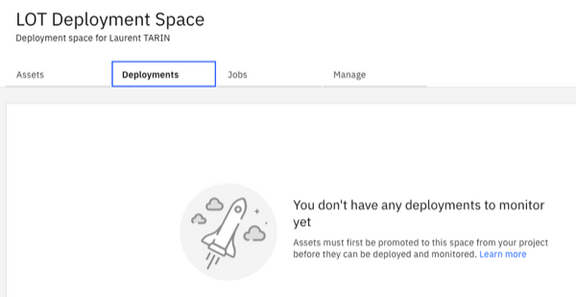 LOT Deployment Space
Deployment space for Laurent TARIN
Assets Deployments Jobs Manage
You don't have any deployments to monitor
yet
Assets must first be promoted to this space from your project
before they can be deployed and monitored. Learn more